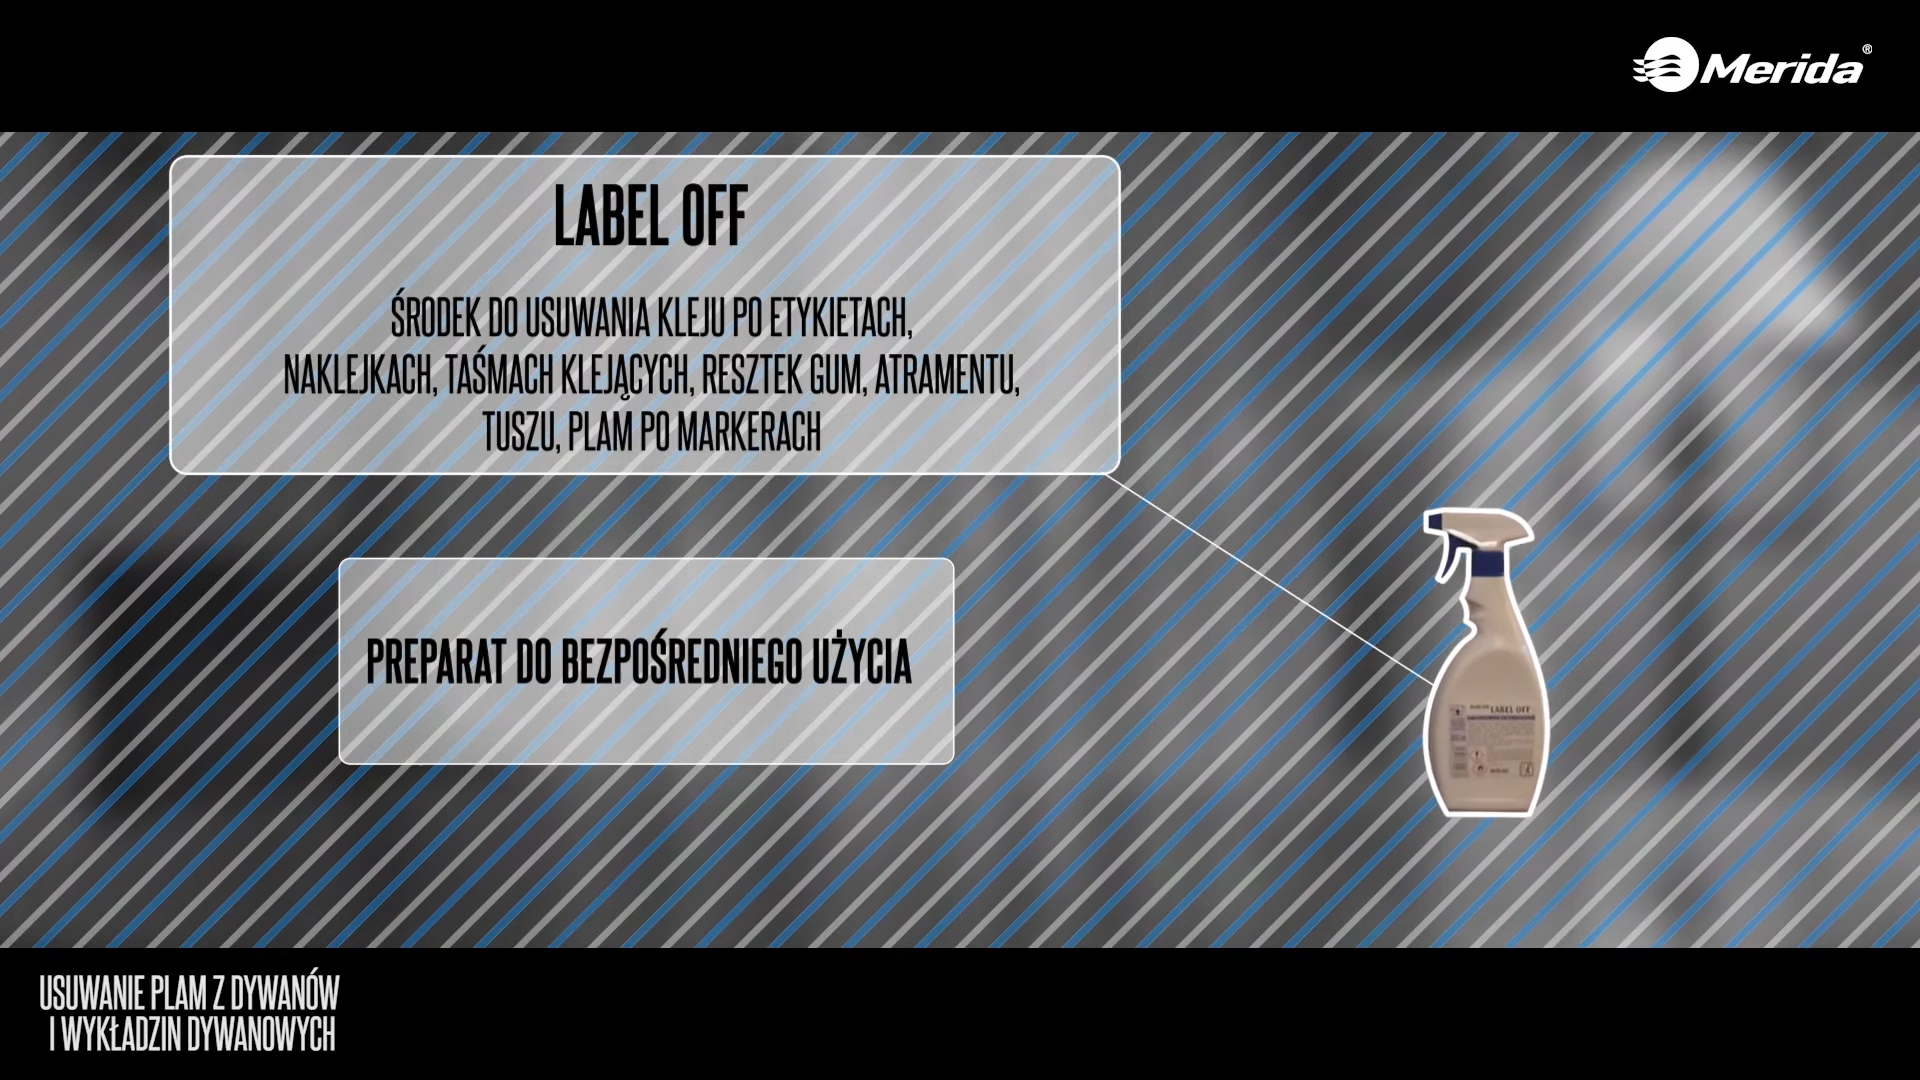 Merida®
LABEL OFF
ŚRODEK DO USUWANIA KLEJU PO ETYKIETACH,
NAKLEJKACH, TAŚMACH KLEJĄCYCH, RESZTEK GUM, ATRAMENTU,
TUSZU, PLAM PO MARKERACH
PREPARAT DO BEZPOŚREDNIEGO UŻYCIA
LABEL OFF
USUWANIE PLAM Z DYWANÓW
I WYKŁADZIN DYWANOWYCH